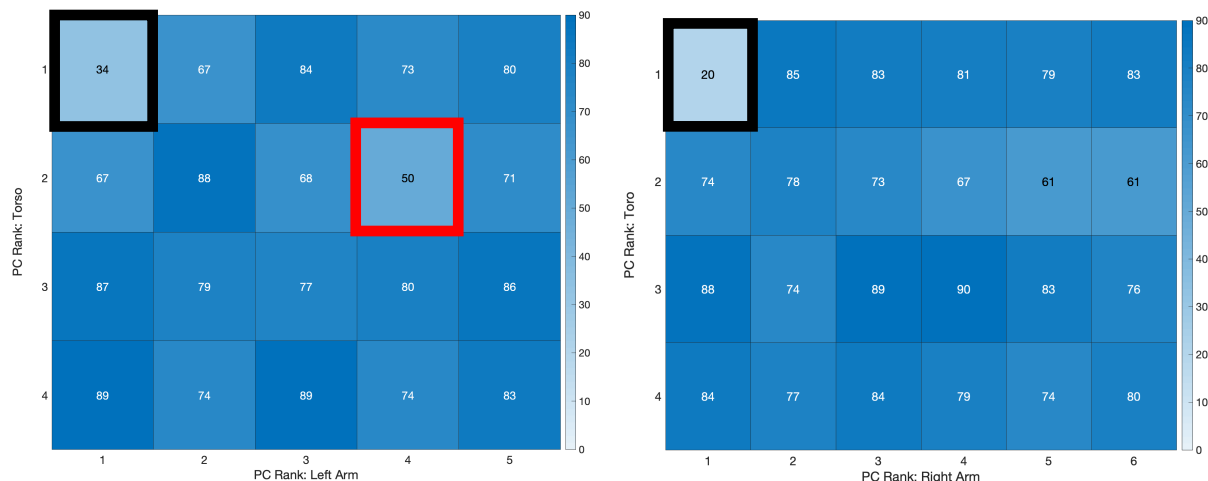 90
80
70
60
50
40
30
20
10
0
1 34 67 84 73 80
2 67 88 68 50 71
3 87 79 77 80 86
4 89 74 89 74 83
1 2 3 4 5
PC Rank: Torso
PC Rank: Left Arm
90
80
70
60
50
40
30
20
10
0
1 20 85 83 81 79 83
2 74 78 73 67 61 61
3 88 74 89 90 83 76
4 84 77 84 79 74 80
1 2 3 4 5 6
PC Rank: Toro
PC Rank: Right Arm